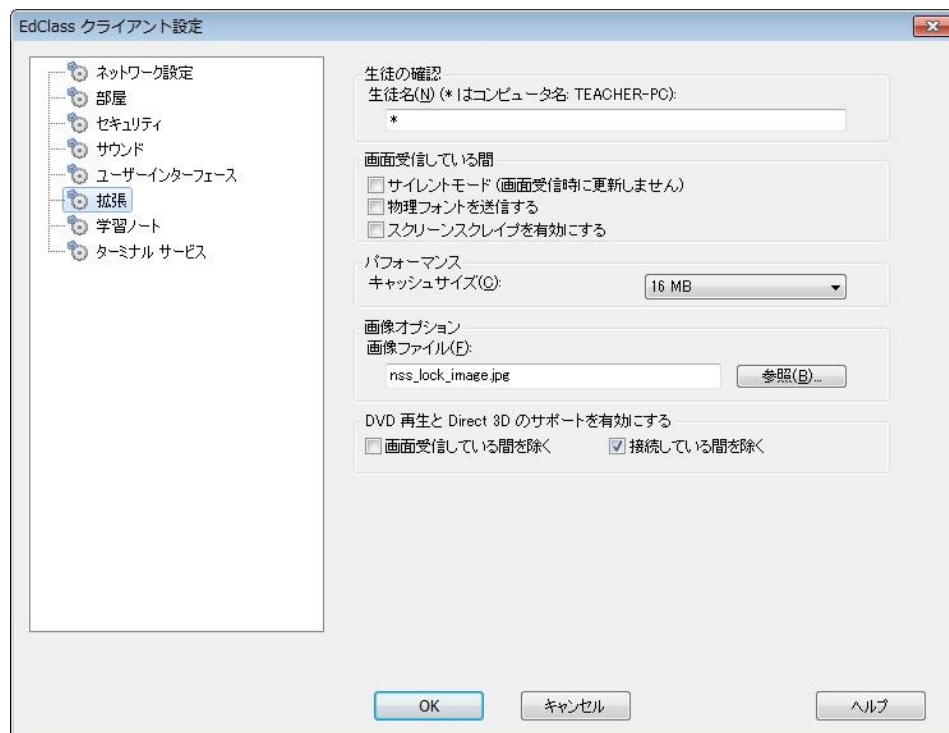 EdClass クライアント設定
ネットワーク設定
部屋
セキュリティ
サウンド
ユーザーインターフェース
拡張
学習ノート
ターミナル サービス
生徒の確認
生徒名(N) (* はコンピュータ名: TEACHER-PC):
*
画面受信している間
サイレントモード (画面受信時に更新しません)
物理フォントを送信する
スクリーンスクレイプを有効にする
パフォーマンス
キャッシュサイズ(C):
16 MB
画像オプション
画像ファイル(F):
nss_lock_image.jpg
参照(B)...
DVD 再生と Direct 3D のサポートを有効にする
画面受信している間を除く
接続している間を除く
OK
キャンセル
ヘルプ